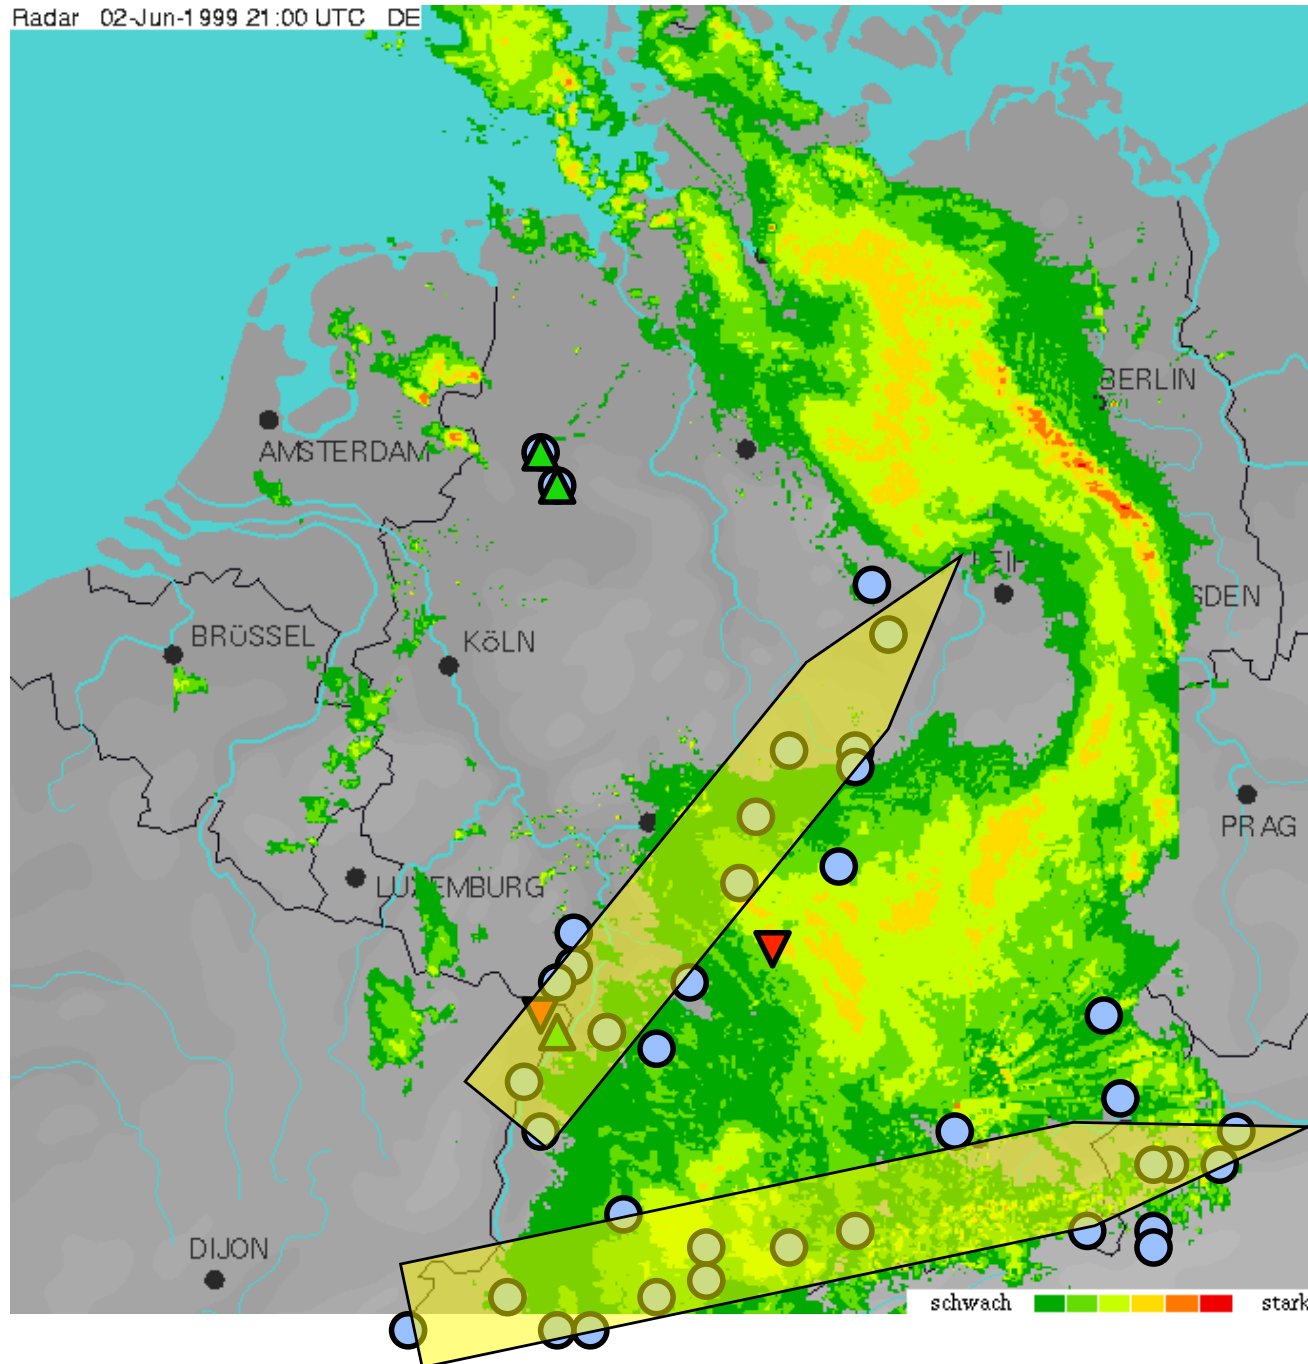 Radar 02-Jun-1999 21:00 UTC DE
BERLIN
AMSTERDAM
SDEN
BRÜSSEL
KöLN
PRAG
LUXEMBURG
DIJON
schwach stark